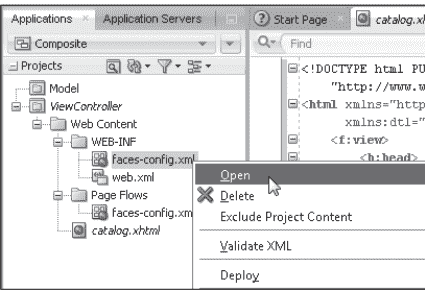 Applications
Application Servers
Start Page
Composite
Find
Projects
<!DOCTYPE html PU
Model
"http://www.w
ViewController
<html xmlns="http
Web Content
xmlns:dtl="
WEB-INF
<f:view>
faces-config.xml
<h:head>
web.xml
Open
Page Flows
Delete
faces-config.xm
Exclude Project Content
catalog.xhtml
Validate XML
Deploy